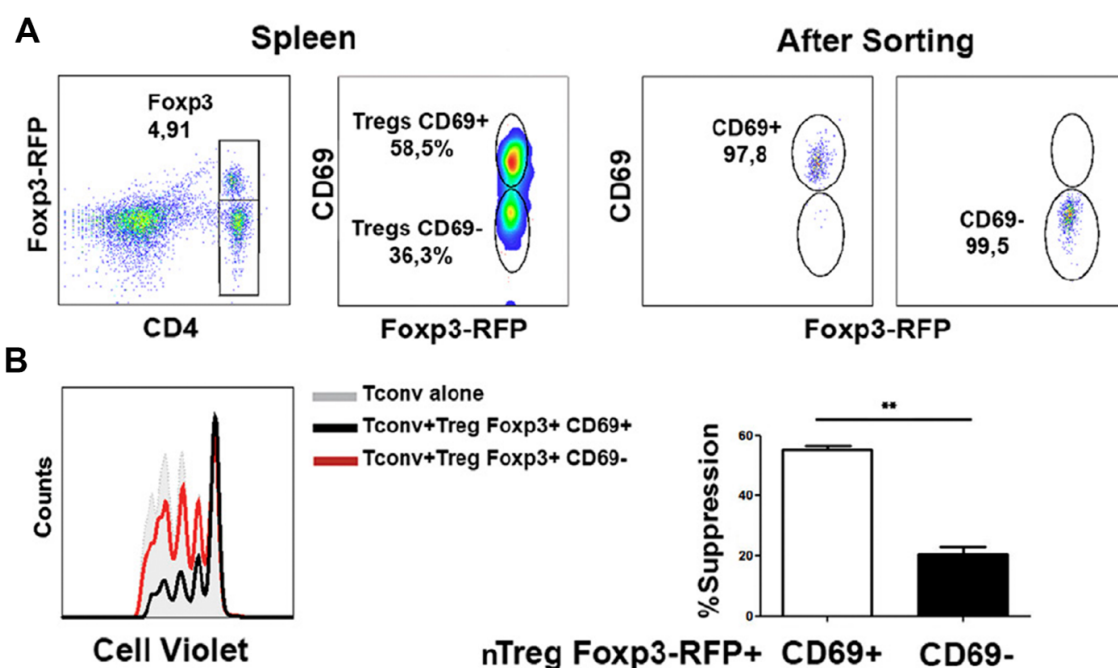 A
Spleen
After Sorting
Foxp3-RFP
Foxp3
4,91
CD4
CD69
Tregs CD69+
58,5%
Tregs CD69-
36,3%
Foxp3-RFP
CD69
CD69+
97,8
CD69-
99,5
Foxp3-RFP
B
Counts
Cell Violet
Tconv alone
Tconv+Treg Foxp3+ CD69+
Tconv+Treg Foxp3+ CD69-
%Suppression
60
40
20
0
**
nTreg Foxp3-RFP+ CD69+ CD69-